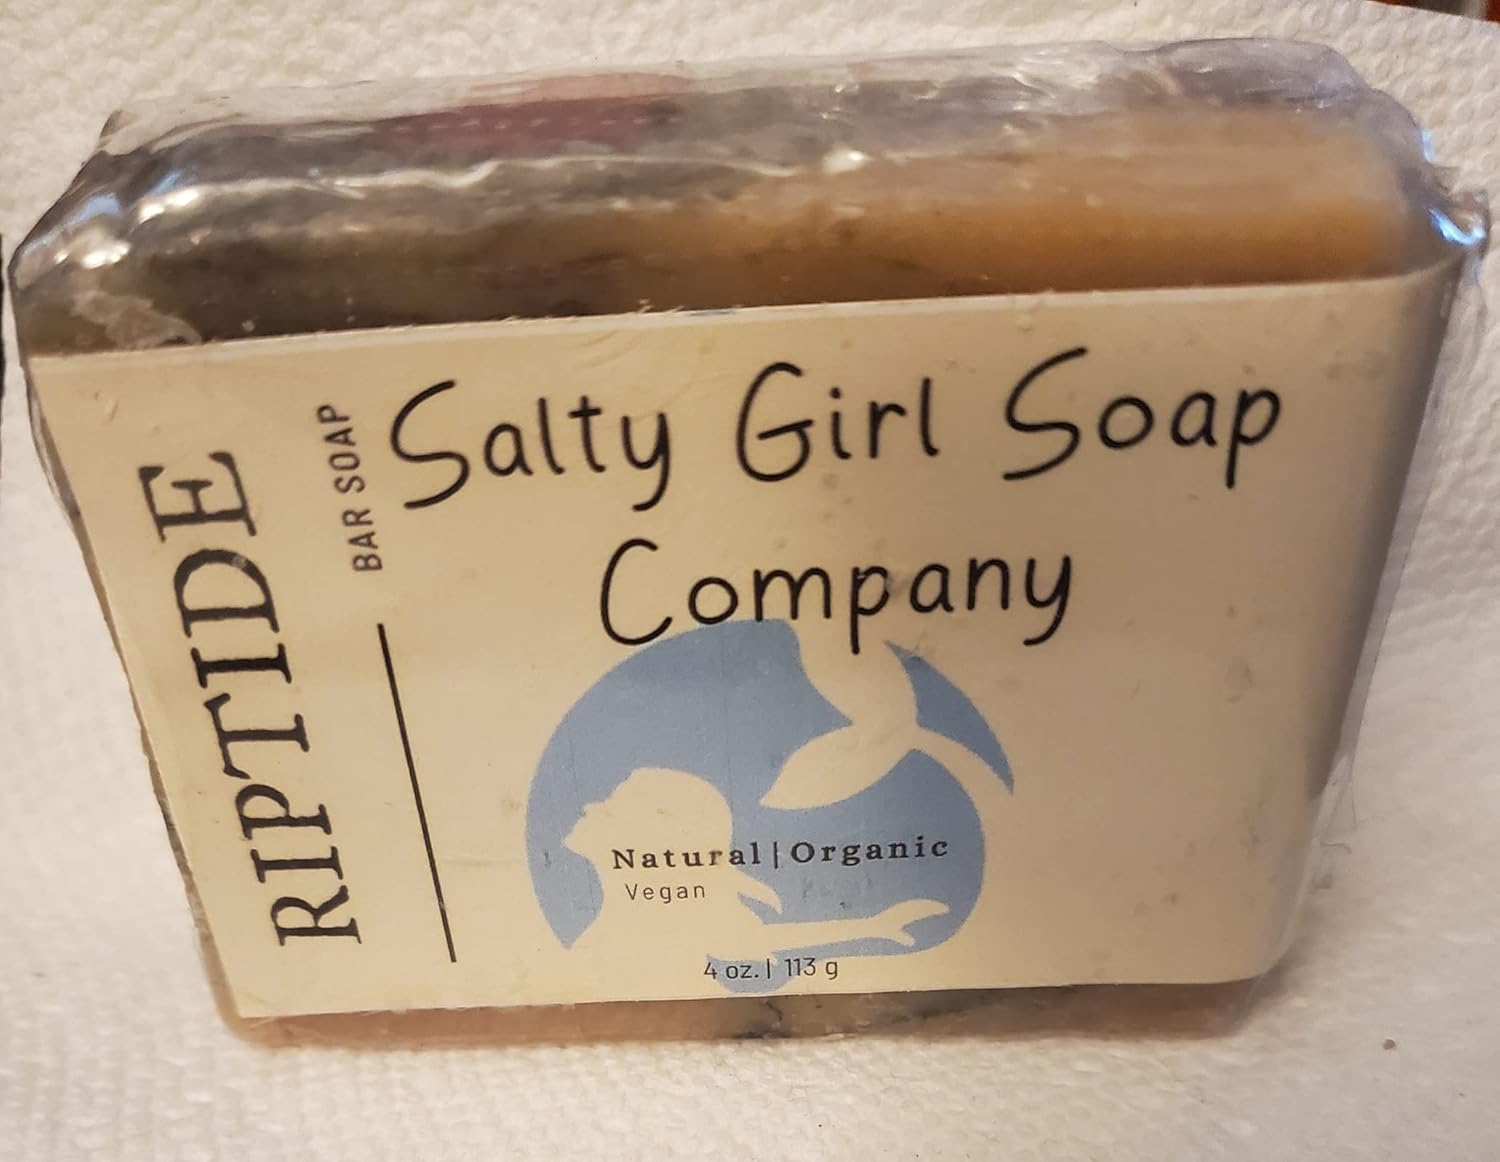 RIPTIDE
BAR SOAP
Salty Girl Soap
Company
Natural|Organic
Vegan
4 oz.| 113 g